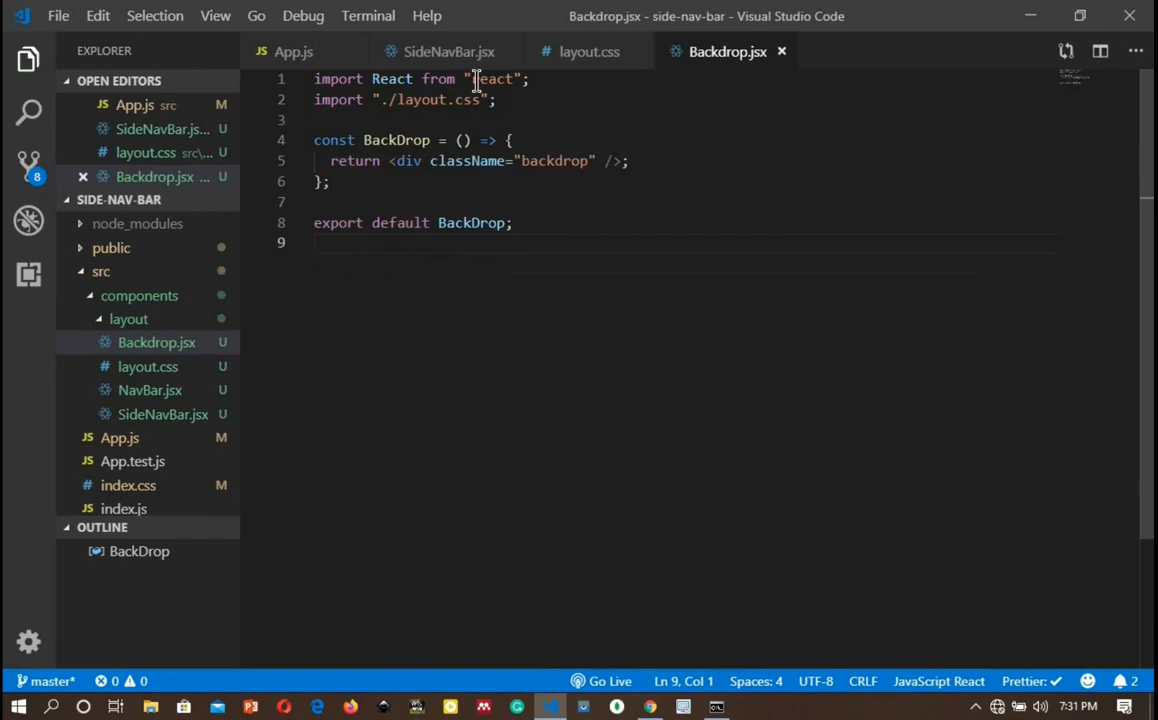 File Edit Selection View Go Debug Terminal Help Backdrop.jsx - side-nav-bar - Visual Studio Code
EXPLORER
OPEN EDITORS
App.js src M
SideNavBar.js... U
layout.css src\... U
Backdrop.jsx ... U
8
SIDE-NAV-BAR
node_modules
public
src
components
layout
Backdrop.jsx U
layout.css U
NavBar.jsx U
SideNavBar.jsx U
App.js M
App.test.js
index.css M
index.js
OUTLINE
BackDrop
App.js SideNavBar.jsx layout.css Backdrop.jsx
1 import React from "react";
2 import "./layout.css";
3
4 const BackDrop = () => {
5 return <div className="backdrop" />;
6 };
7
8 export default BackDrop;
9
master* 0 0 Go Live Ln 9, Col 1 Spaces: 4 UTF-8 CRLF JavaScript React Prettier: ✓ 2
7:31 PM